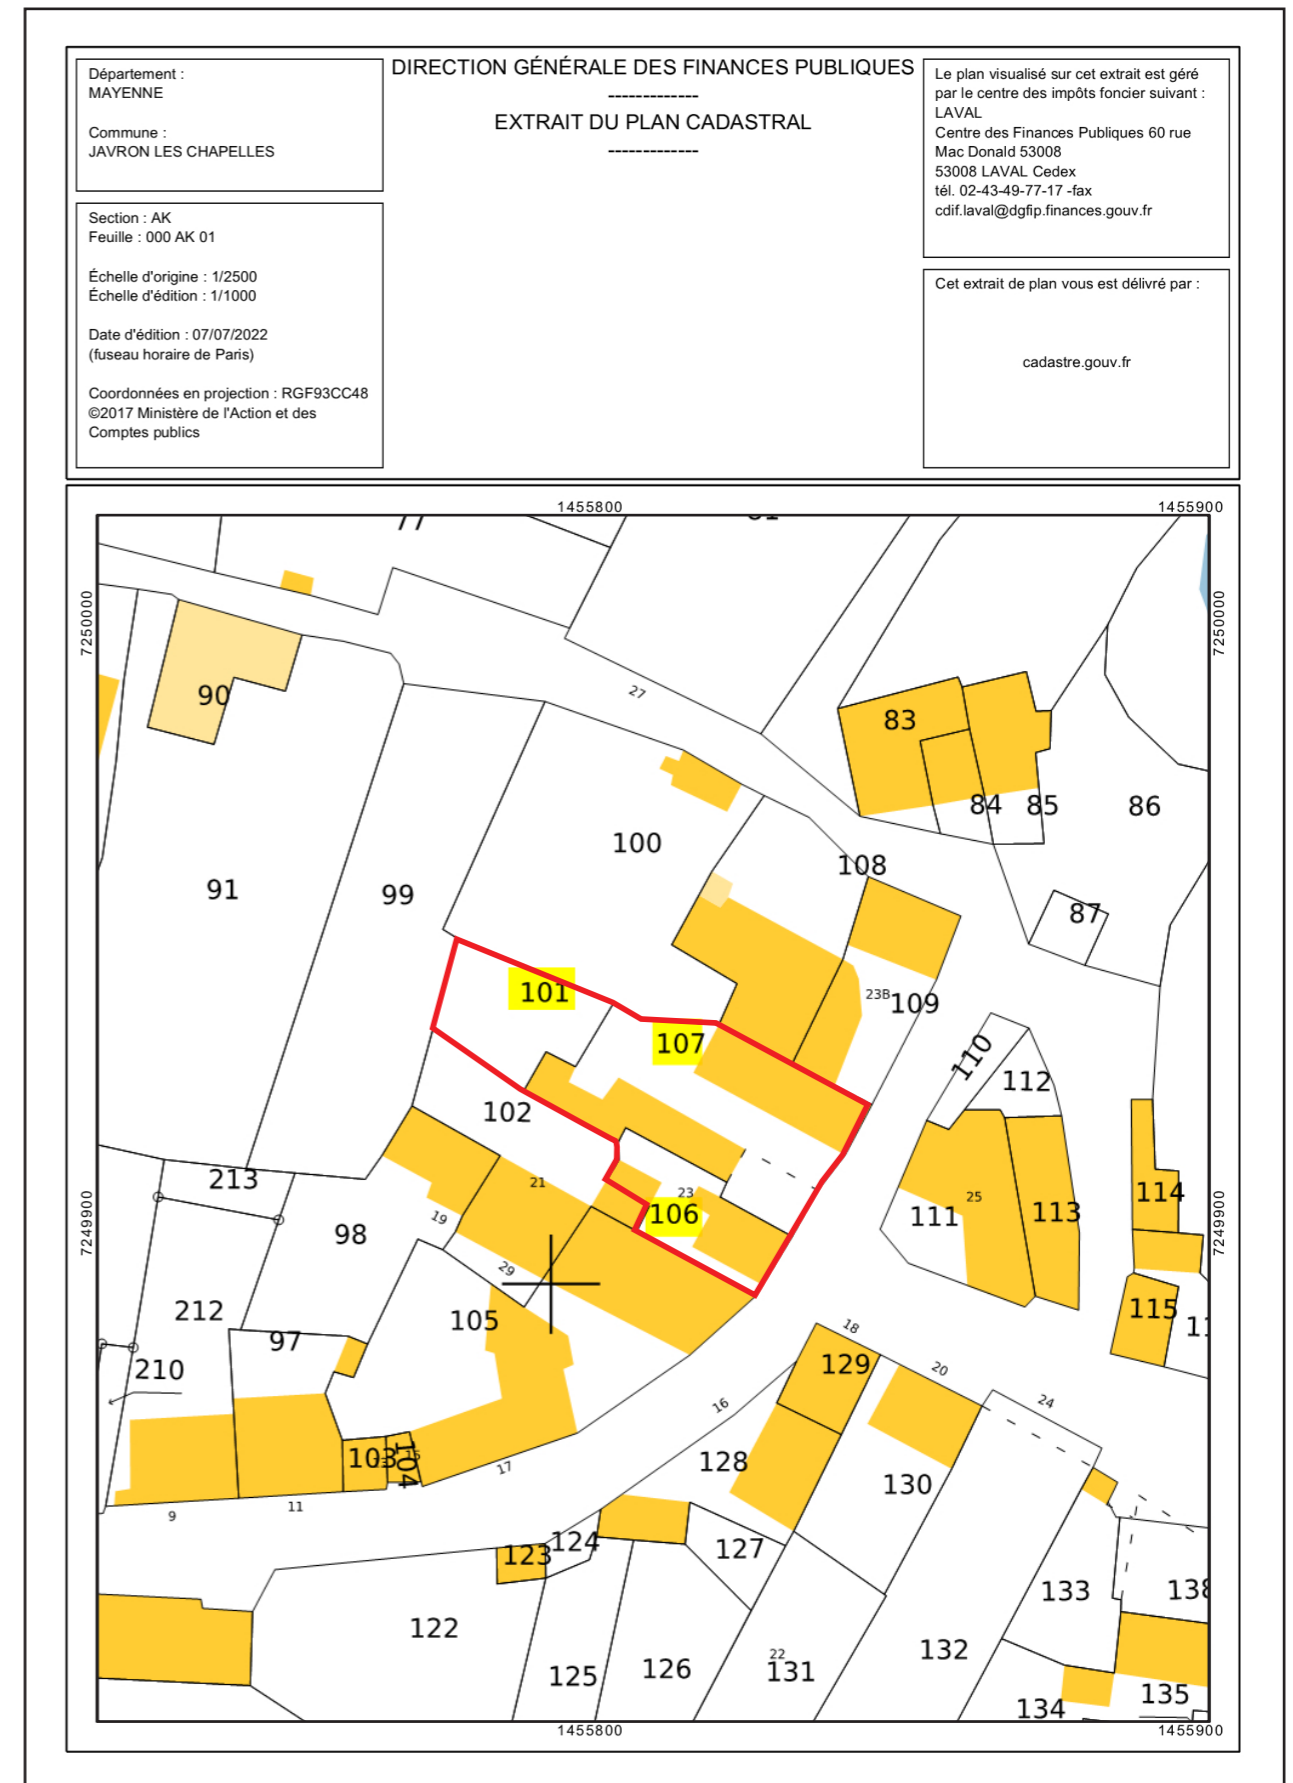 Département :
MAYENNE
Commune :
JAVRON LES CHAPELLES
Section : AK
Feuille : 000 AK 01
Échelle d'origine : 1/2500
Échelle d'édition : 1/1000
Date d'édition : 07/07/2022
(fuseau horaire de Paris)
Coordonnées en projection : RGF93CC48
©2017 Ministère de l'Action et des
Comptes publics
DIRECTION GÉNÉRALE DES FINANCES PUBLIQUES
-------------
EXTRAIT DU PLAN CADASTRAL
-------------
Le plan visualisé sur cet extrait est géré
par le centre des impôts foncier suivant :
LAVAL
Centre des Finances Publiques 60 rue
Mac Donald 53008
53008 LAVAL Cedex
tél. 02-43-49-77-17 -fax
cdif.laval@dgfip.finances.gouv.fr
Cet extrait de plan vous est délivré par :
cadastre.gouv.fr
1455800
1455900
77
7250000
7250000
90
27
83
84
85
86
100
108
91
99
87
101
23B
109
107
110
112
102
213
21
23
114
106
25
111
113
19
98
7249900
7249900
29
212
105
115
18
97
129
20
210
24
16
103
104
15
128
17
130
11
9
124
123
127
133
138
122
22
126
131
125
132
135
134
1455800
1455900